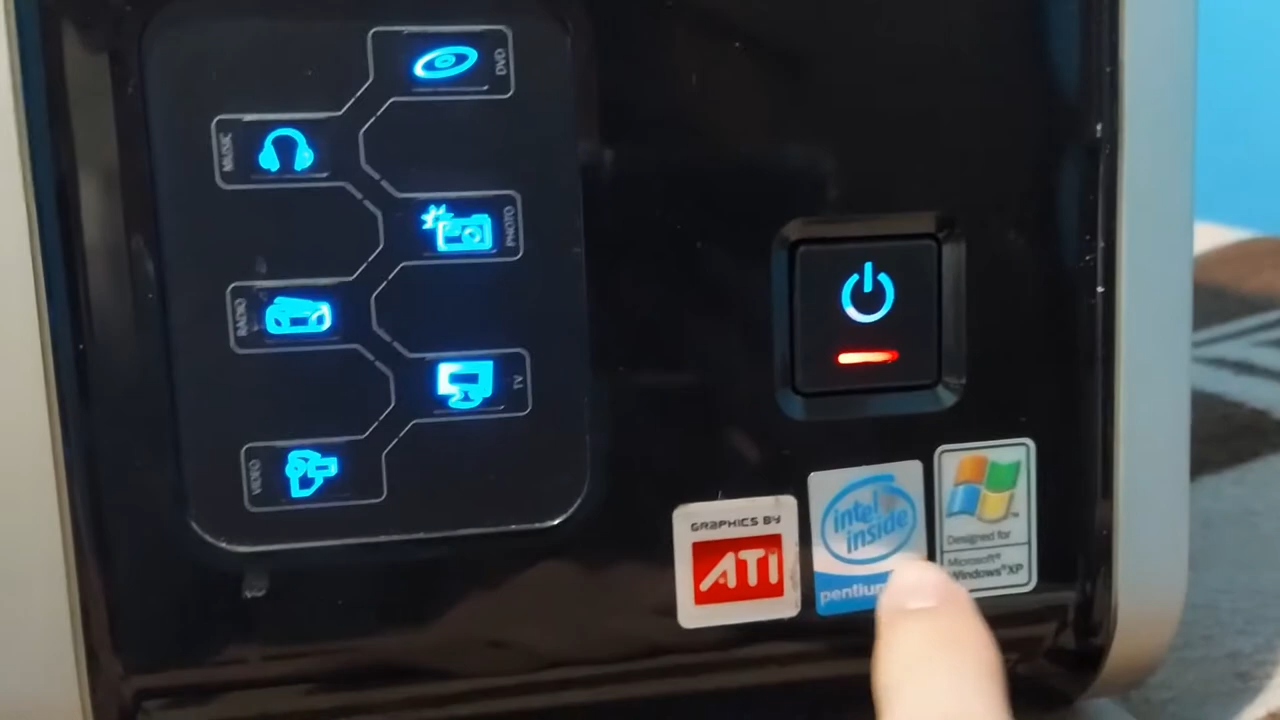 DVD
MUSIC
PHOTO
RADIO
TV
VIDEO
GRAPHICS BY
ATI
intel
inside
pentium
Designed for
Microsoft®
Windows®XP